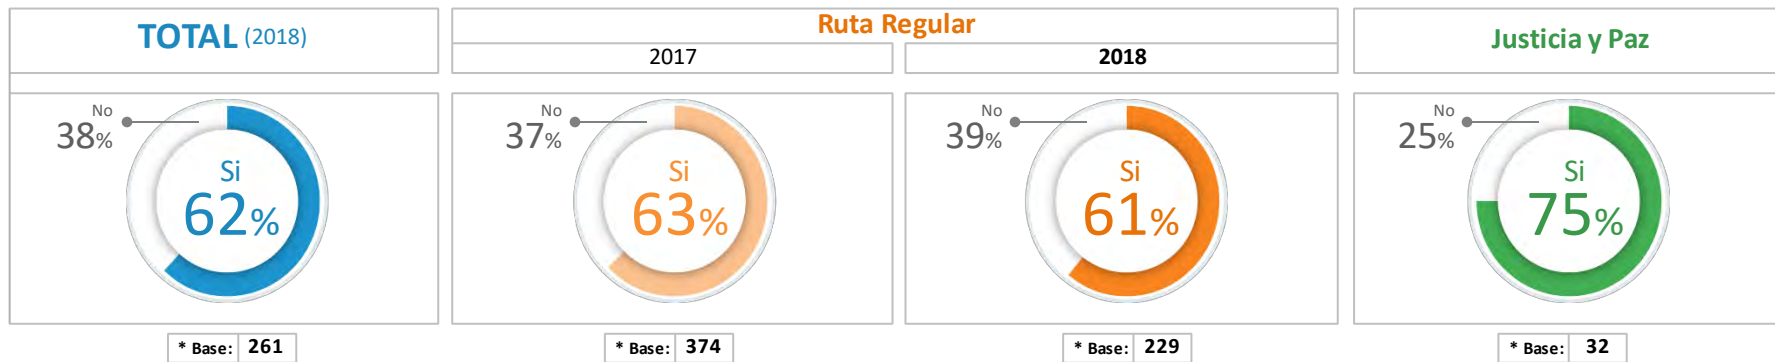 TOTAL (2018)
Ruta Regular
2017
2018
Justicia y Paz
No
38%
Si
62%
No
37%
Si
63%
No
39%
Si
61%
No
25%
Si
75%
* Base: 261
* Base: 374
* Base: 229
* Base: 32